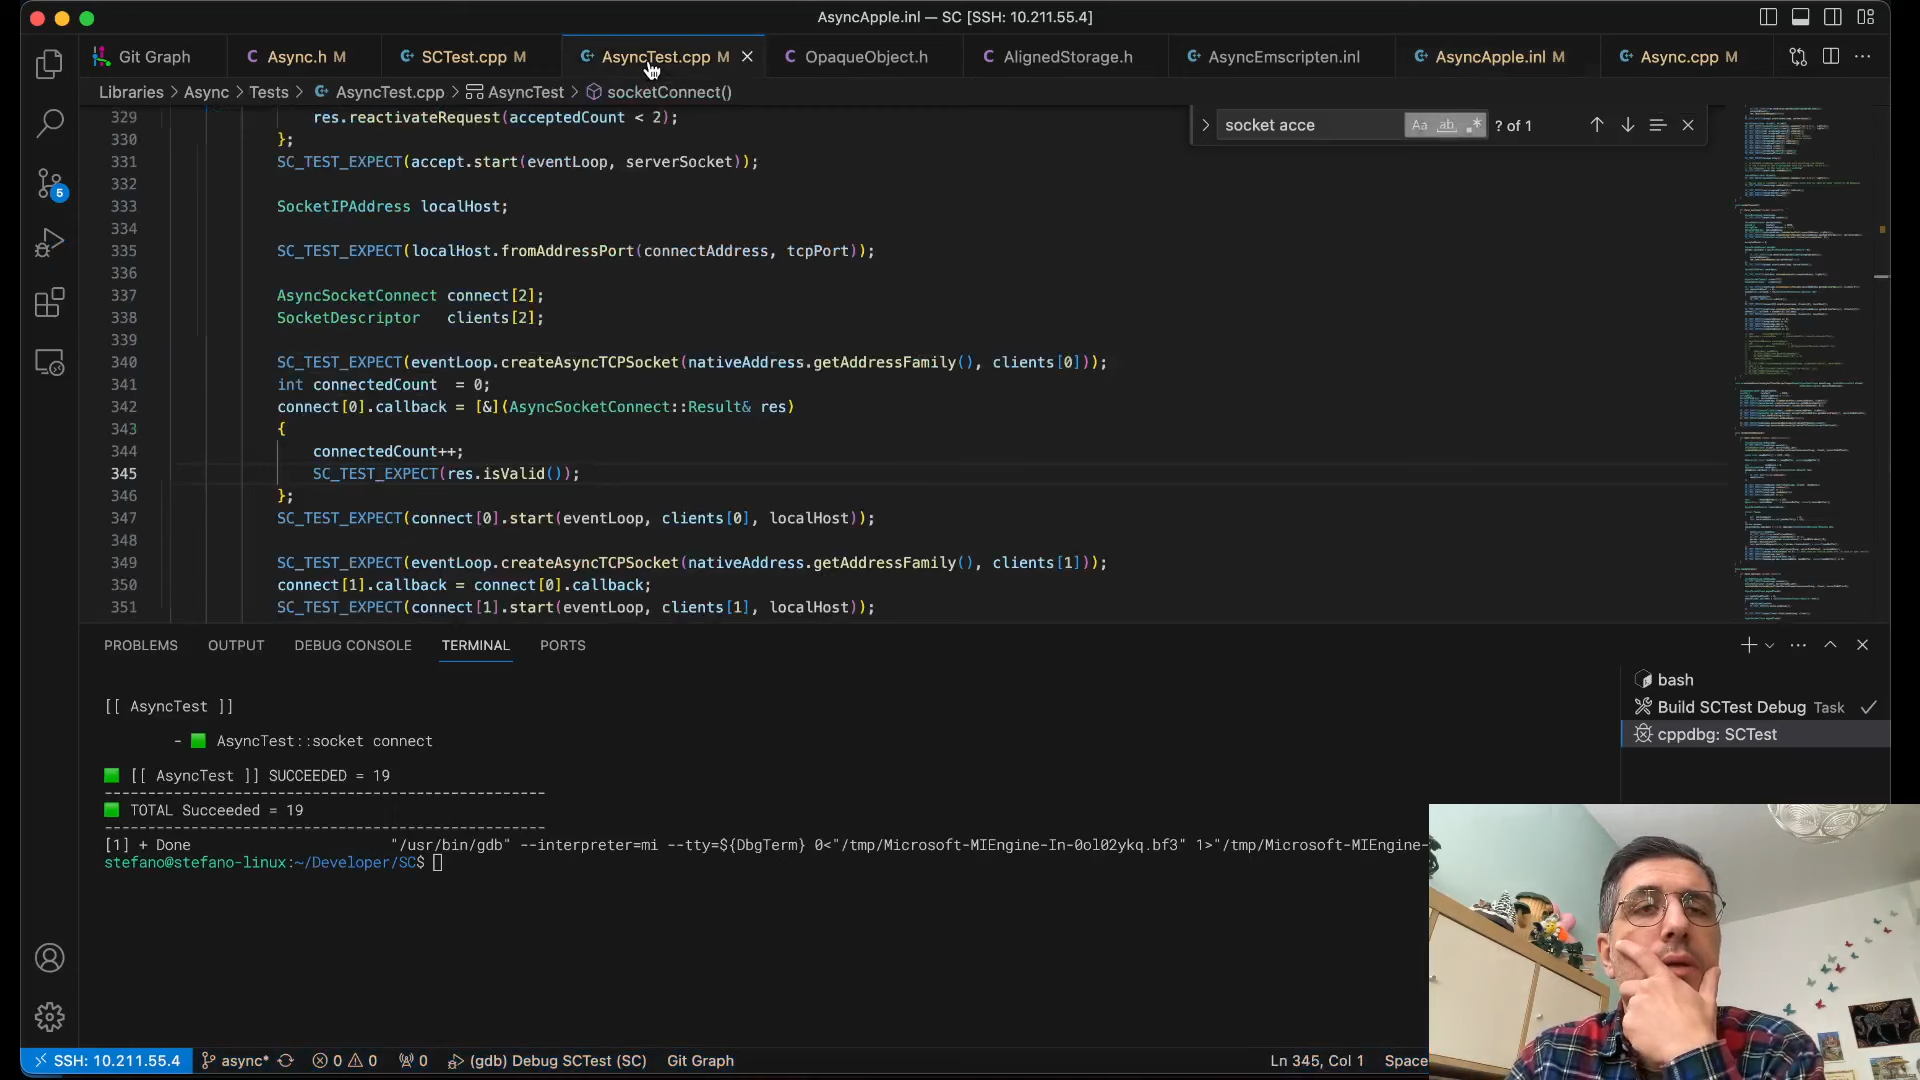 AsyncApple.inl — SC [SSH: 10.211.55.4]
Git Graph
Async.h M
SCTest.cpp M
AsyncTest.cpp M
OpaqueObject.h
AlignedStorage.h
AsyncEmscripten.inl
AsyncApple.inl M
Async.cpp M
Libraries > Async > Tests > AsyncTest.cpp > AsyncTest > socketConnect()
socket acce
Aa ab .*
? of 1
329 res.reactivateRequest(acceptedCount < 2);
330 };
331 SC_TEST_EXPECT(accept.start(eventLoop, serverSocket));
332
333 SocketIPAddress localHost;
334
335 SC_TEST_EXPECT(localHost.fromAddressPort(connectAddress, tcpPort));
336
337 AsyncSocketConnect connect[2];
338 SocketDescriptor clients[2];
339
340 SC_TEST_EXPECT(eventLoop.createAsyncTCPSocket(nativeAddress.getAddressFamily(), clients[0]));
341 int connectedCount = 0;
342 connect[0].callback = [&](AsyncSocketConnect::Result& res)
343 {
344 connectedCount++;
345 SC_TEST_EXPECT(res.isValid());
346 };
347 SC_TEST_EXPECT(connect[0].start(eventLoop, clients[0], localHost));
348
349 SC_TEST_EXPECT(eventLoop.createAsyncTCPSocket(nativeAddress.getAddressFamily(), clients[1]));
350 connect[1].callback = connect[0].callback;
351 SC_TEST_EXPECT(connect[1].start(eventLoop, clients[1], localHost));
5
PROBLEMS OUTPUT DEBUG CONSOLE TERMINAL PORTS
[[ AsyncTest ]]
- AsyncTest::socket connect
[[ AsyncTest ]] SUCCEEDED = 19
--------------------------------------------------
TOTAL Succeeded = 19
--------------------------------------------------
[1] + Done "/usr/bin/gdb" --interpreter=mi --tty=${DbgTerm} 0<"/tmp/Microsoft-MIEngine-In-0ol02ykq.bf3" 1>"/tmp/Microsoft-MIEngine-
stefano@stefano-linux:~/Developer/SC$
bash
Build SCTest Debug Task
cppdbg: SCTest
SSH: 10.211.55.4
async*
0 0
0
(gdb) Debug SCTest (SC)
Git Graph
Ln 345, Col 1
Space